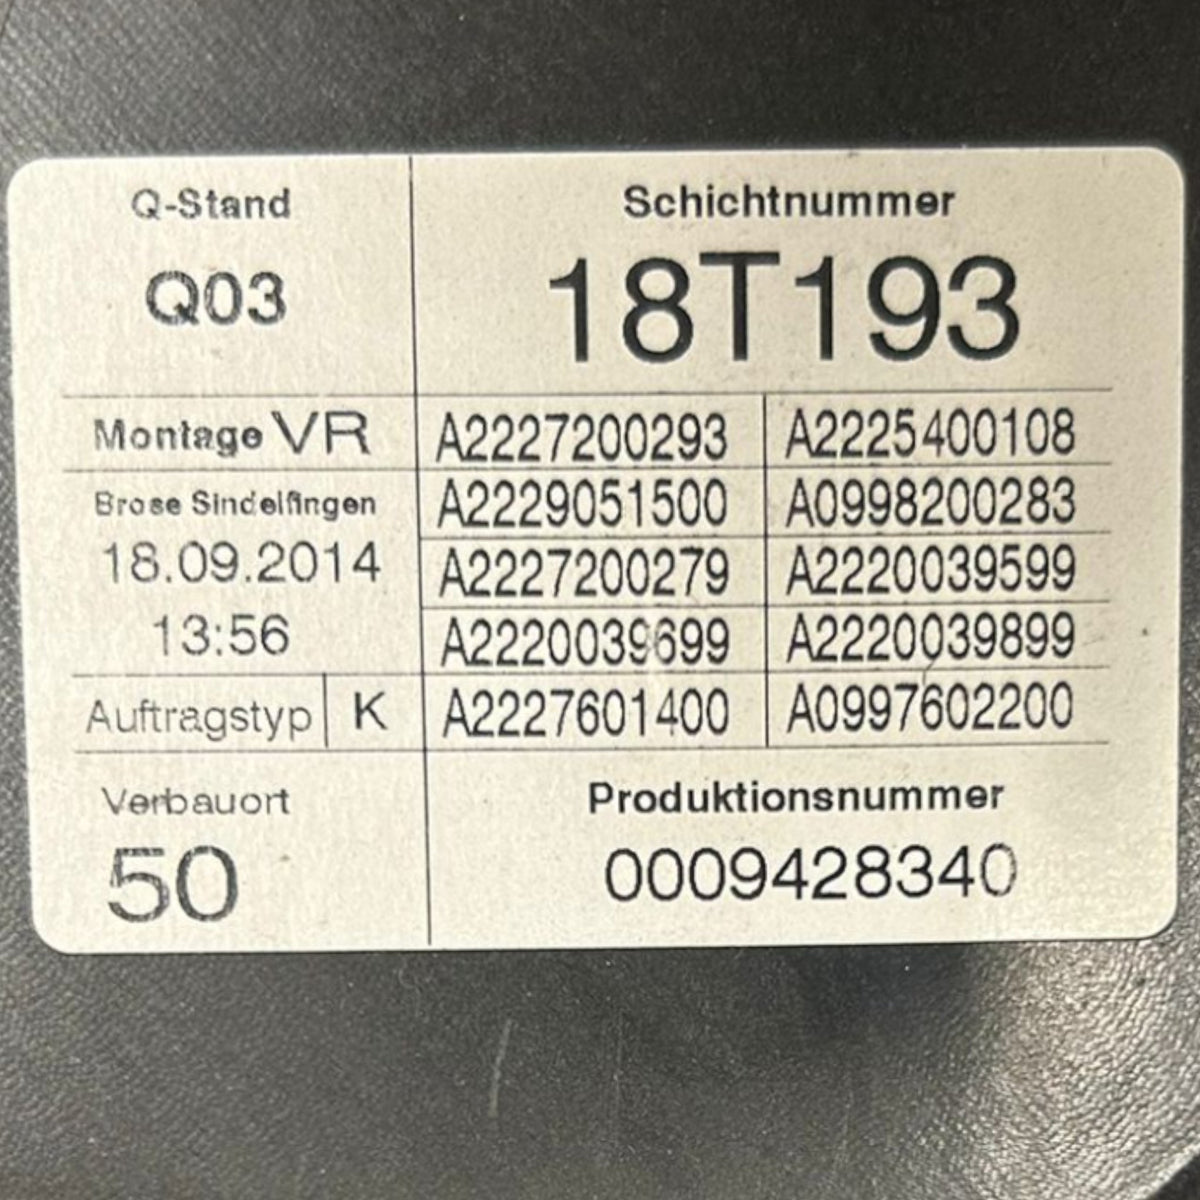 Q-Stand
Q03
Schichtnummer
18T193
Montage VR
A2227200293 A2225400108
Brose Sindelfingen
A2229051500 A0998200283
18.09.2014
A2227200279 A2220039599
13:56
A2220039699 A2220039899
Auftragstyp K
A2227601400 A0997602200
Verbauort
50
Produktionsnummer
0009428340